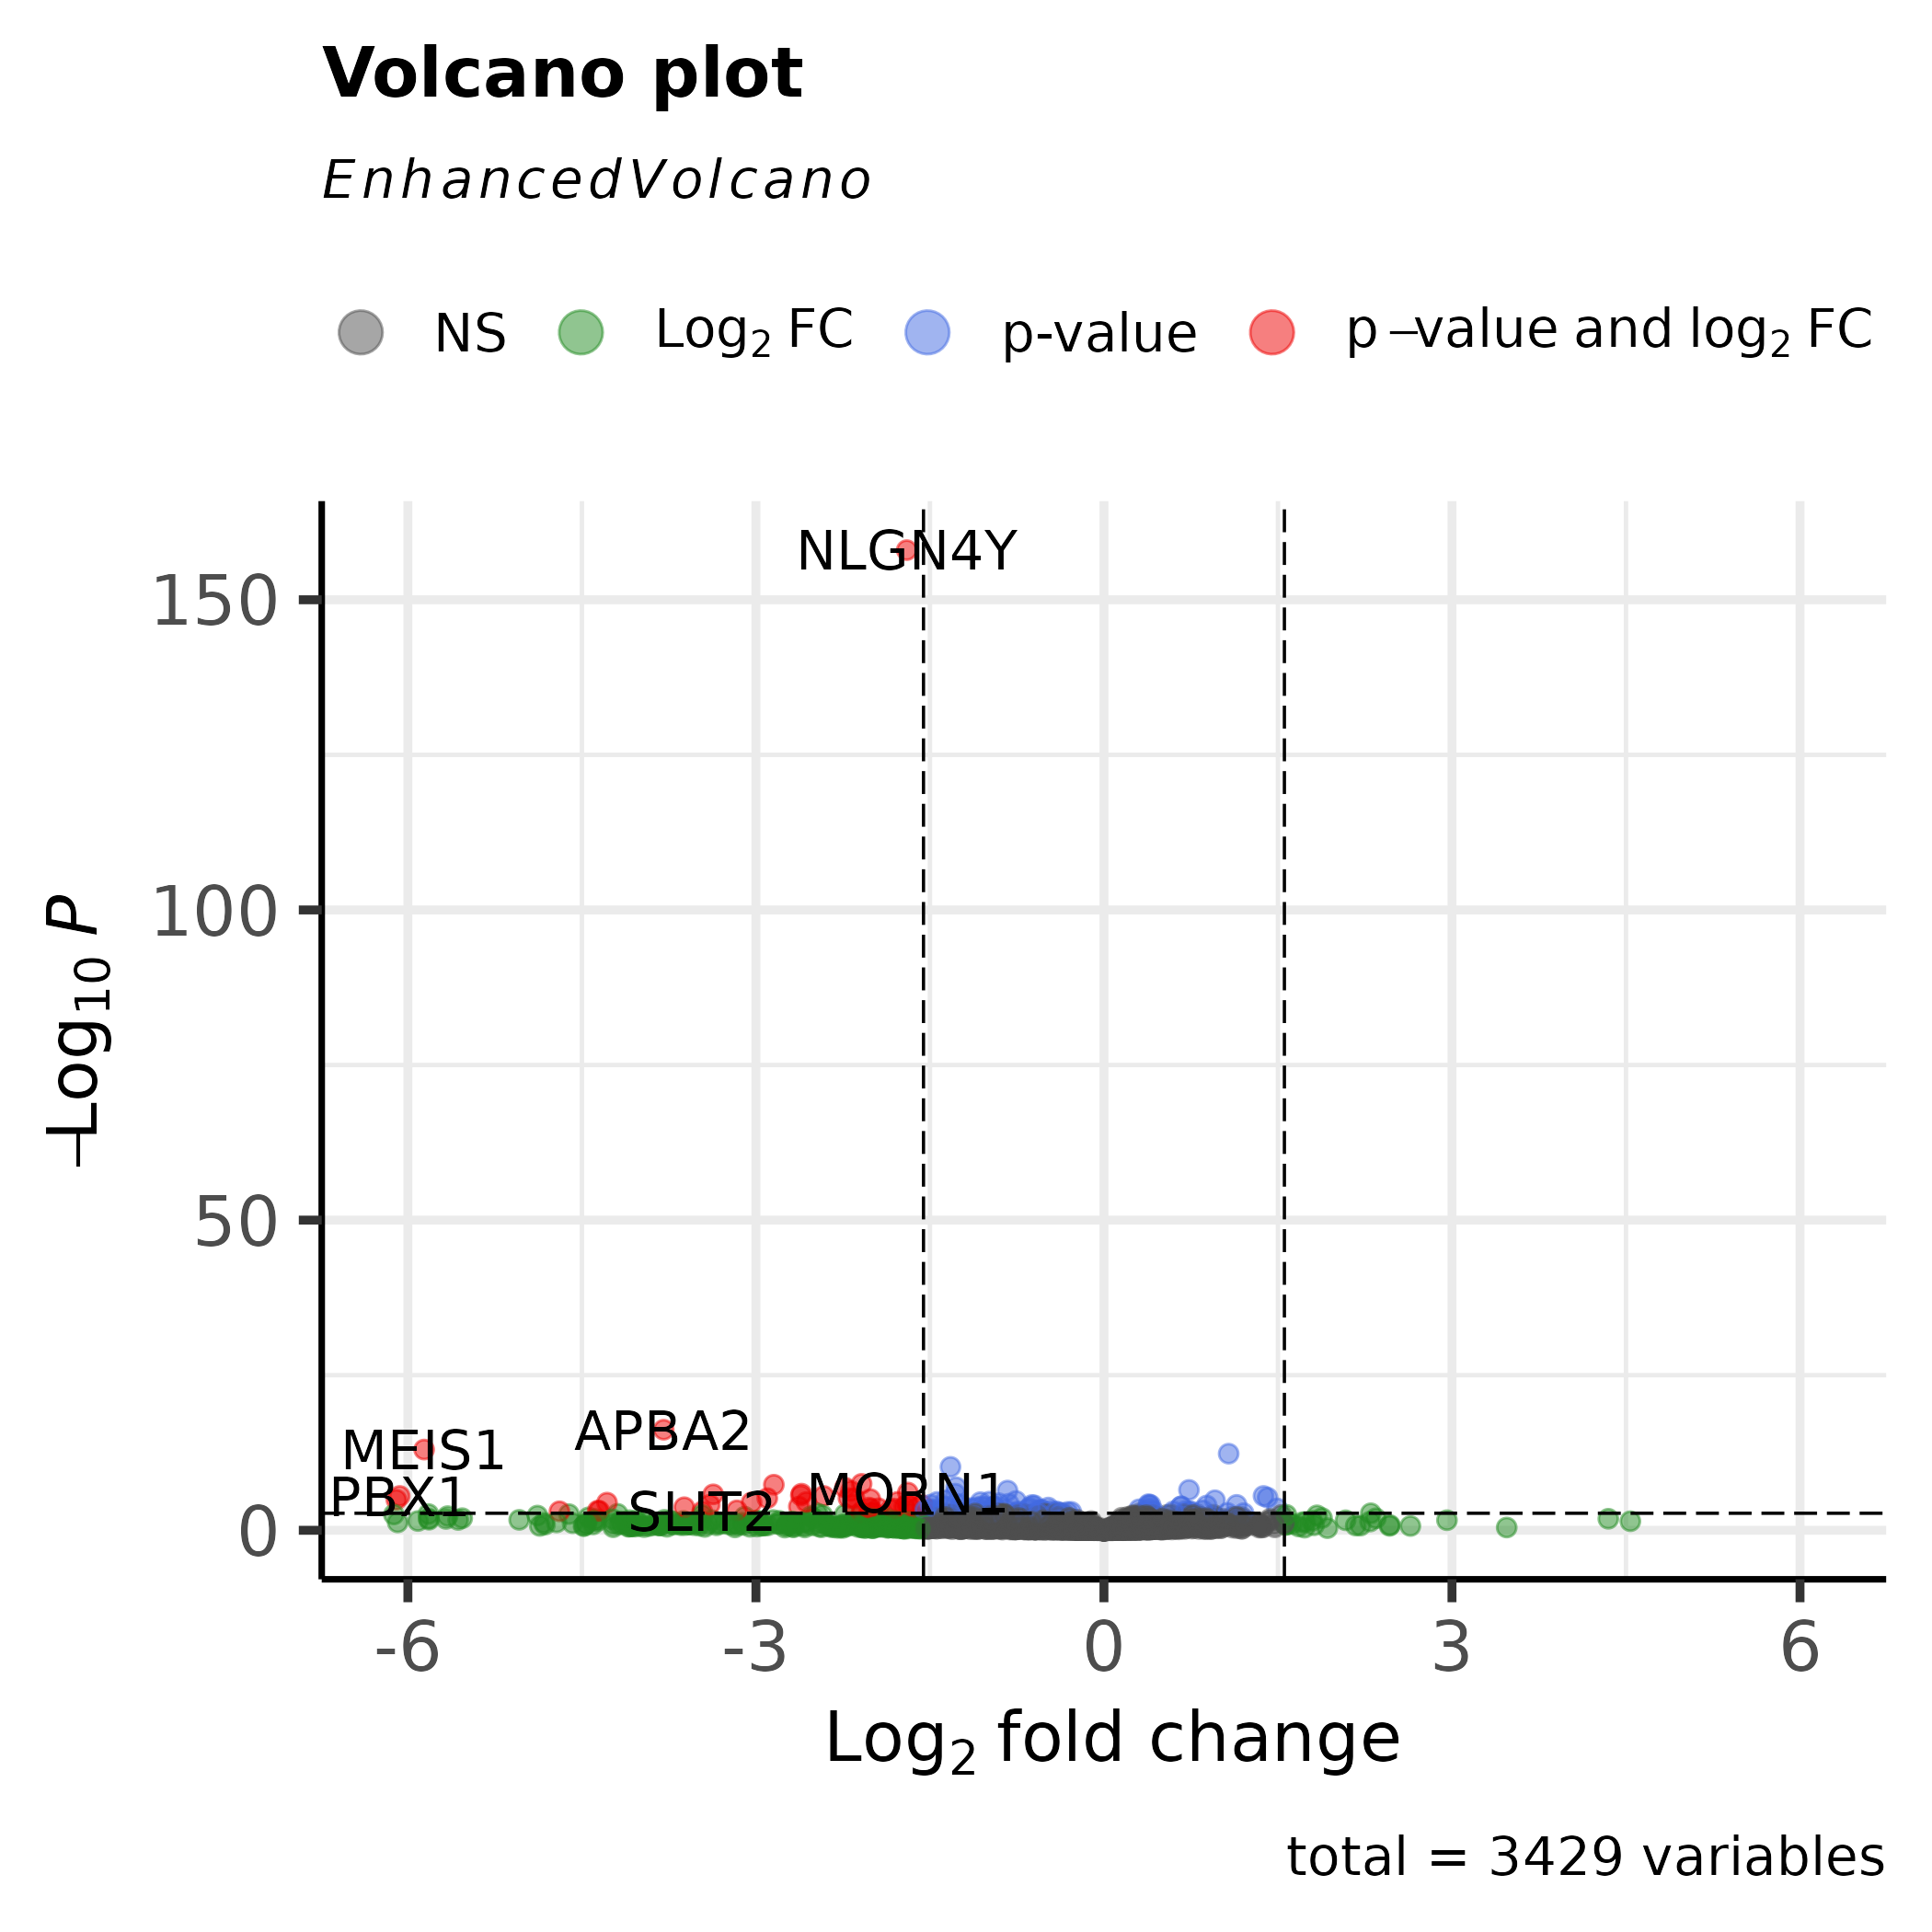 Volcano plot
EnhancedVolcano
NS Log₂ FC p-value p−value and log₂ FC
NLGN4Y
150
100
50
0
−Log₁₀ P
APBA2
MEIS1
PBX1
MORN1
SLIT2
-6 -3 0 3 6
Log₂ fold change
total = 3429 variables